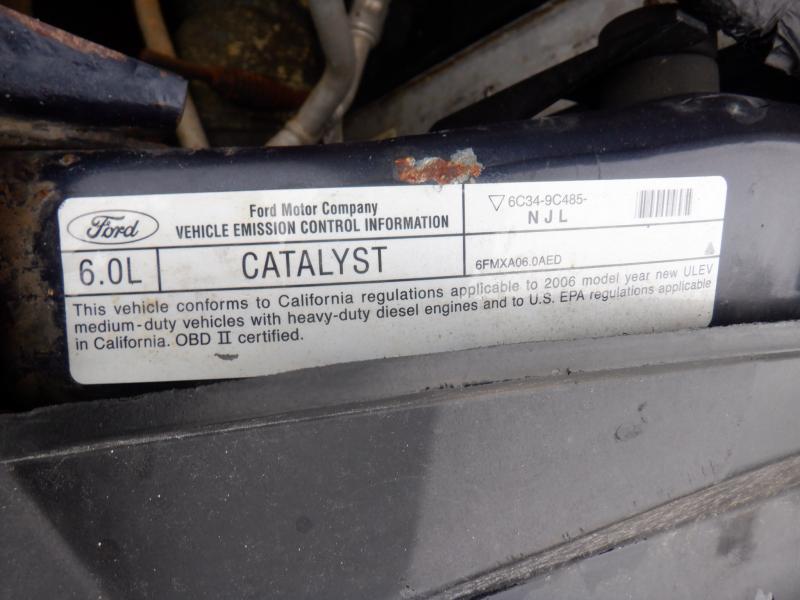 Ford
Ford Motor Company
VEHICLE EMISSION CONTROL INFORMATION
6C34-9C485-
NJL
6.0L
CATALYST
6FMXA06.0AED
This vehicle conforms to California regulations applicable to 2006 model year new ULEV
medium-duty vehicles with heavy-duty diesel engines and to U.S. EPA regulations applicable
in California. OBD II certified.